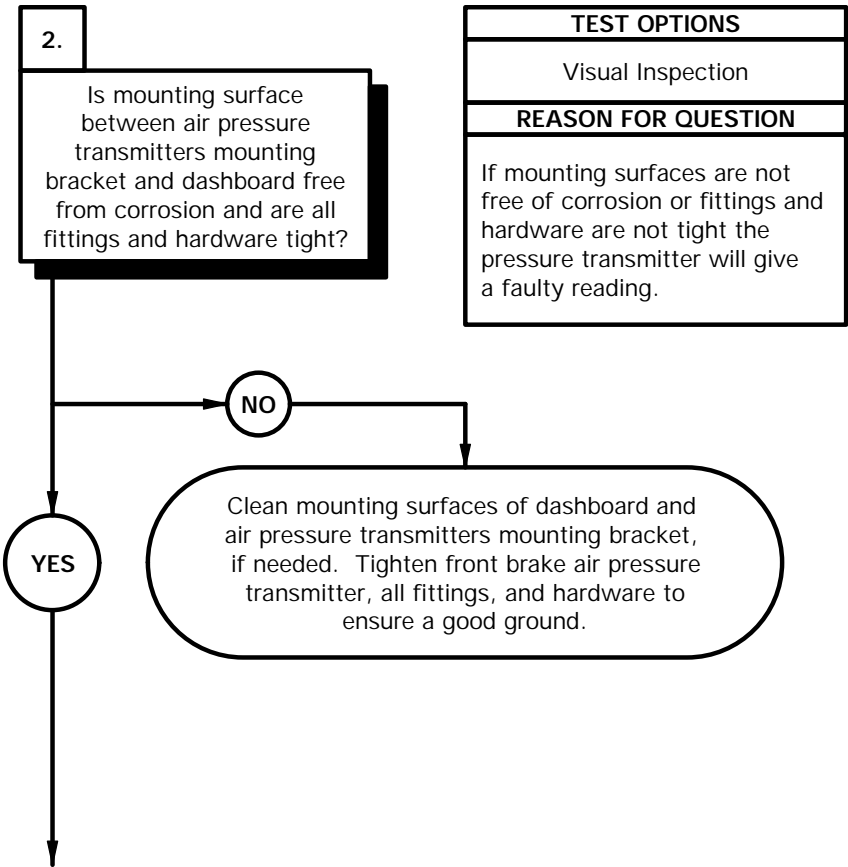 2.
Is mounting surface
between air pressure
transmitters mounting
bracket and dashboard free
from corrosion and are all
fittings and hardware tight?
TEST OPTIONS
Visual Inspection
REASON FOR QUESTION
If mounting surfaces are not
free of corrosion or fittings and
hardware are not tight the
pressure transmitter will give
a faulty reading.
NO
Clean mounting surfaces of dashboard and
air pressure transmitters mounting bracket,
if needed.  Tighten front brake air pressure
transmitter, all fittings, and hardware to
ensure a good ground.
YES